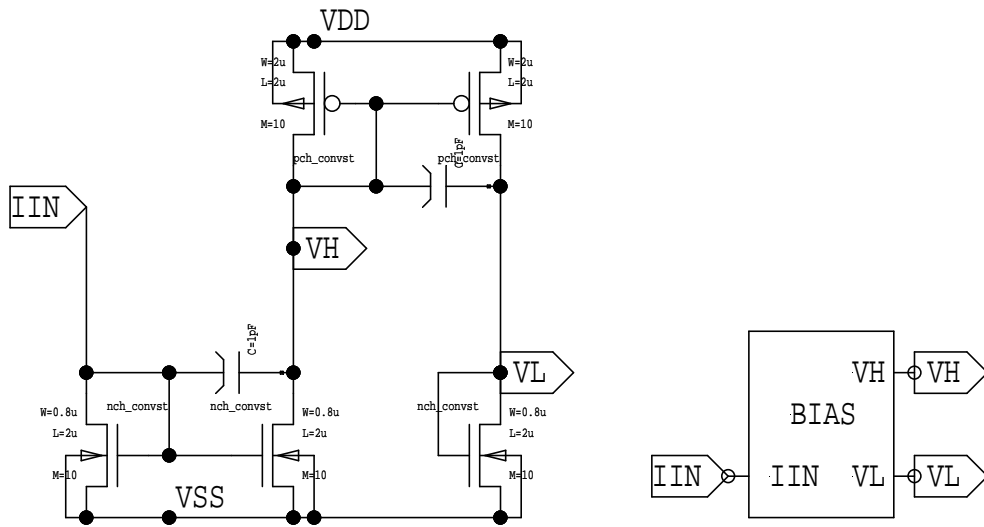 VDD
W=2u
W=2u
L=2u
L=2u
M=10
M=10
pch_convst
pch_convst
C=1pF
IIN
VH
C=1pF
VL
nch_convst
nch_convst
nch_convst
W=0.8u
W=0.8u
W=0.8u
L=2u
L=2u
L=2u
M=10
M=10
M=10
VSS
VH
VH
BIAS
IIN
IIN
VL
VL